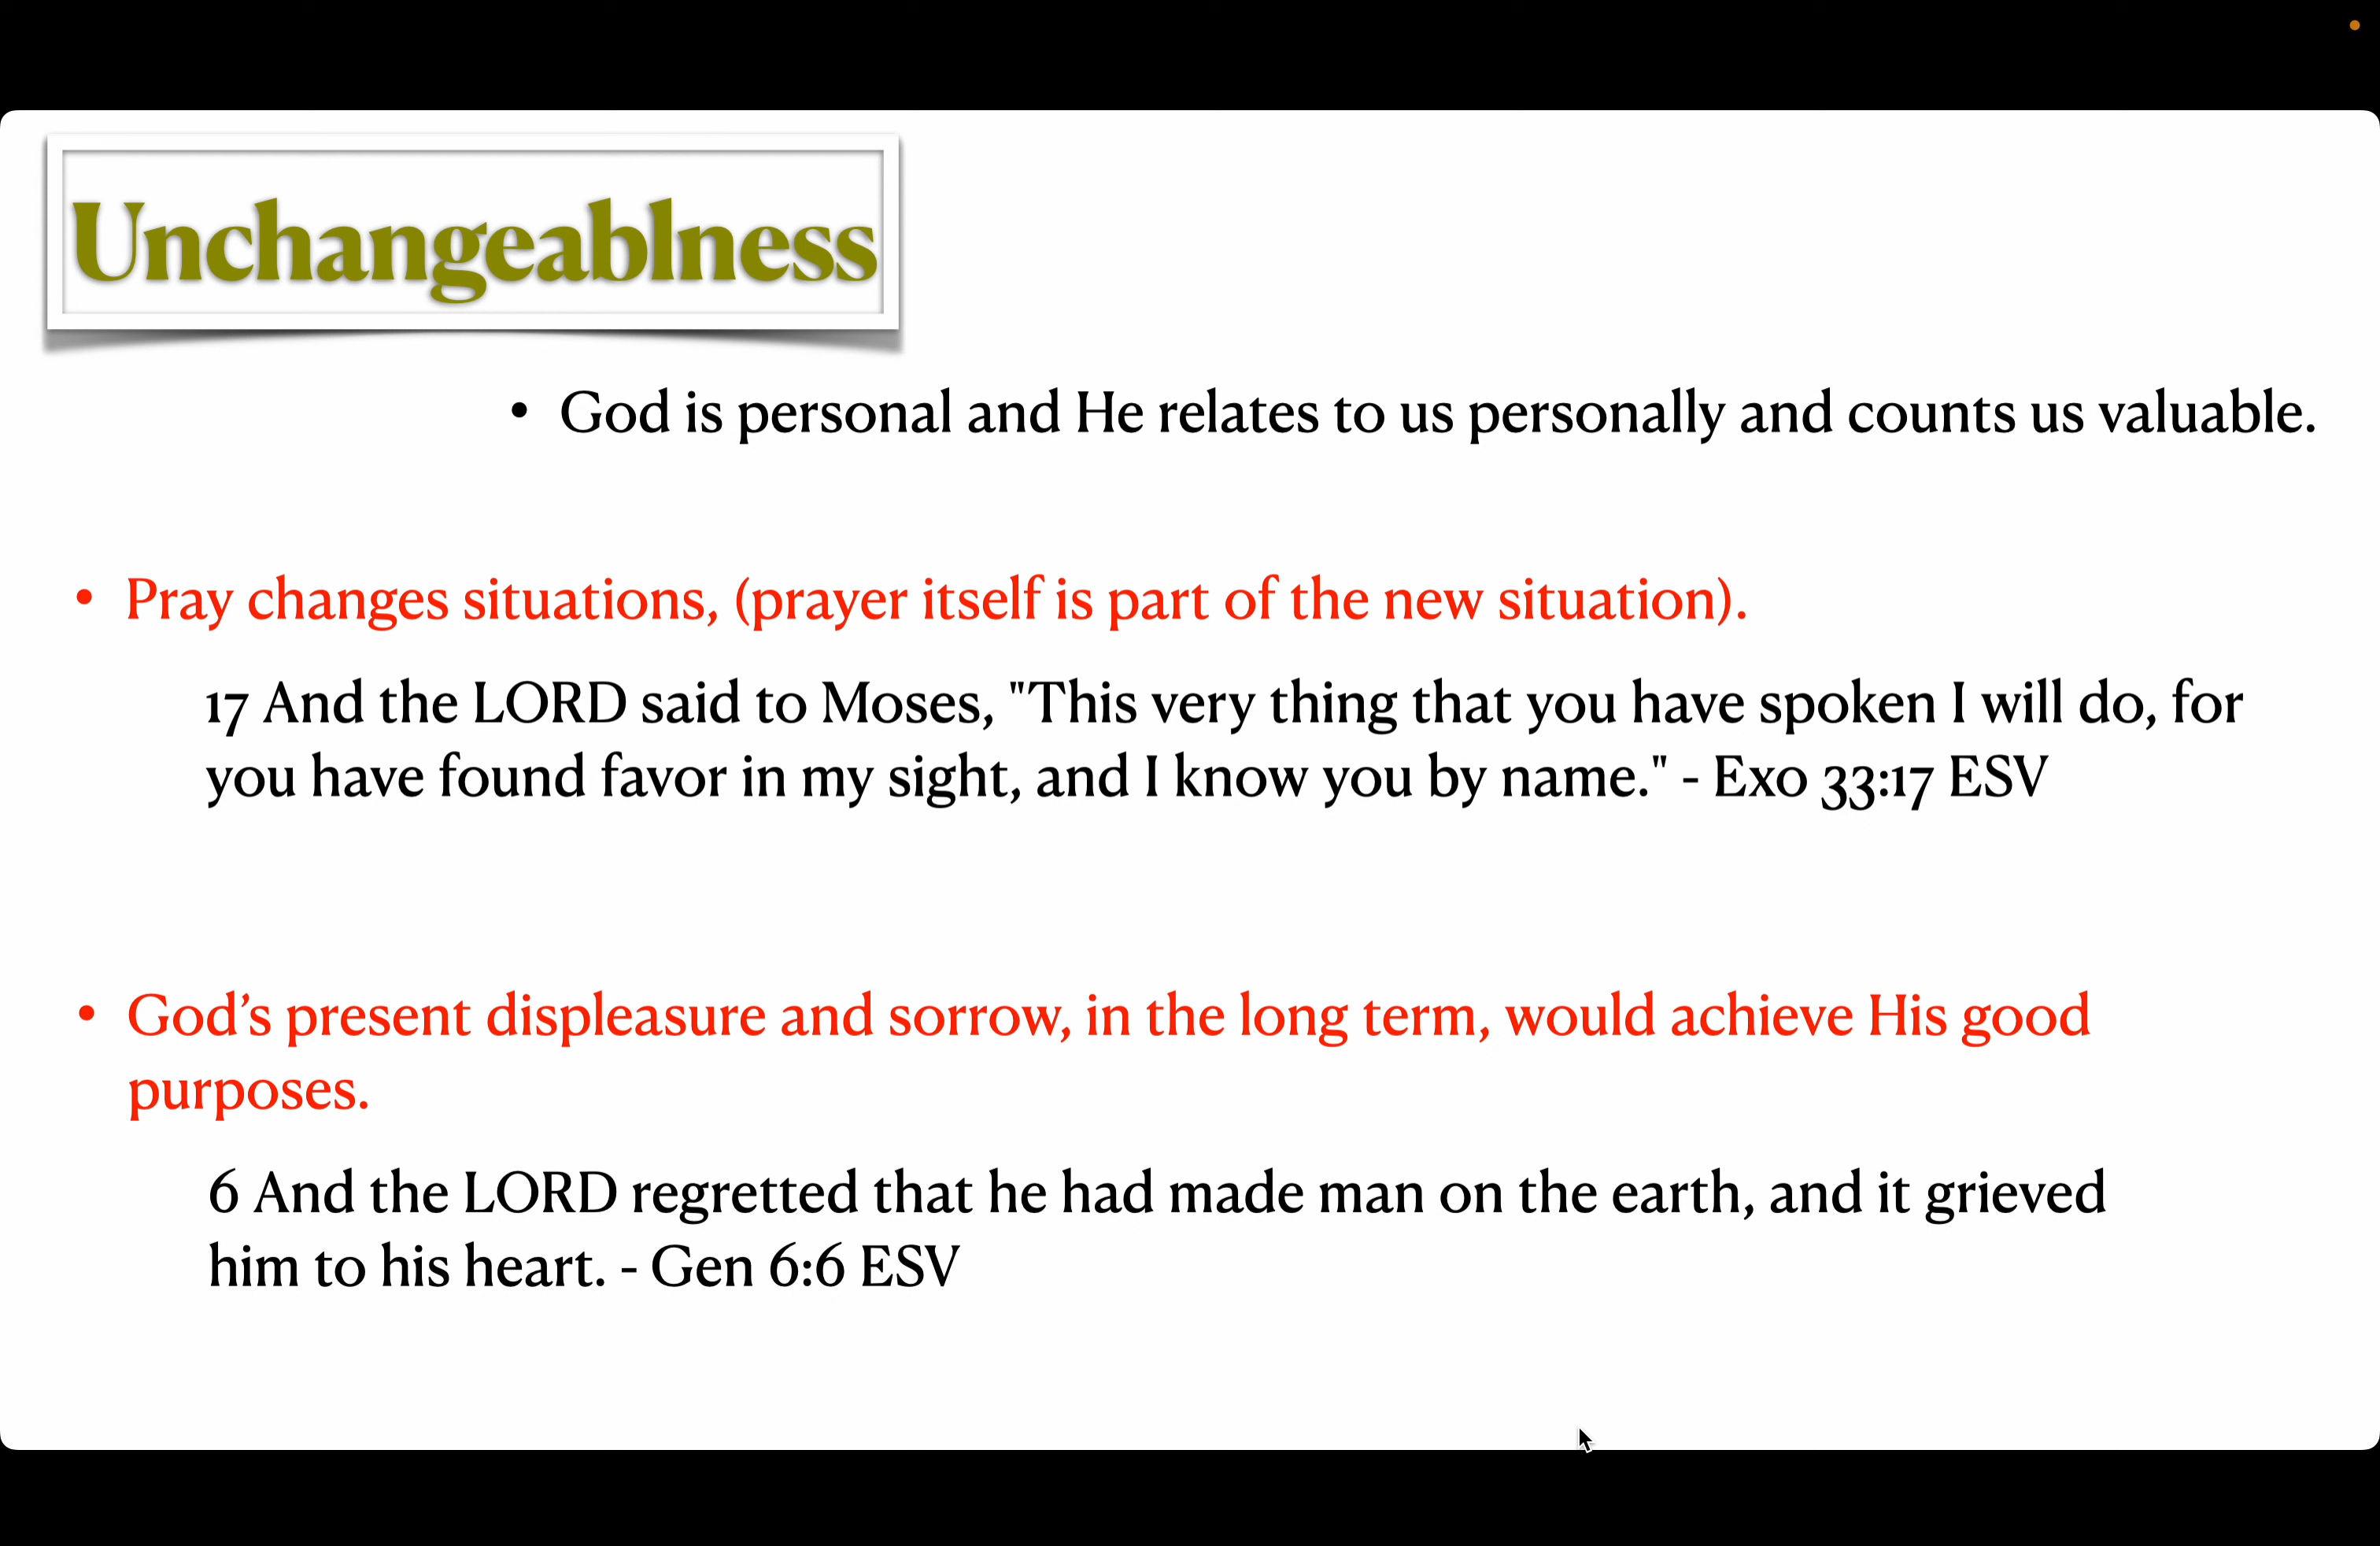 Unchangeablness
• God is personal and He relates to us personally and counts us valuable.
• Pray changes situations, (prayer itself is part of the new situation).
17 And the LORD said to Moses, "This very thing that you have spoken I will do, for
you have found favor in my sight, and I know you by name." - Exo 33:17 ESV
• God’s present displeasure and sorrow, in the long term, would achieve His good
purposes.
6 And the LORD regretted that he had made man on the earth, and it grieved
him to his heart. - Gen 6:6 ESV